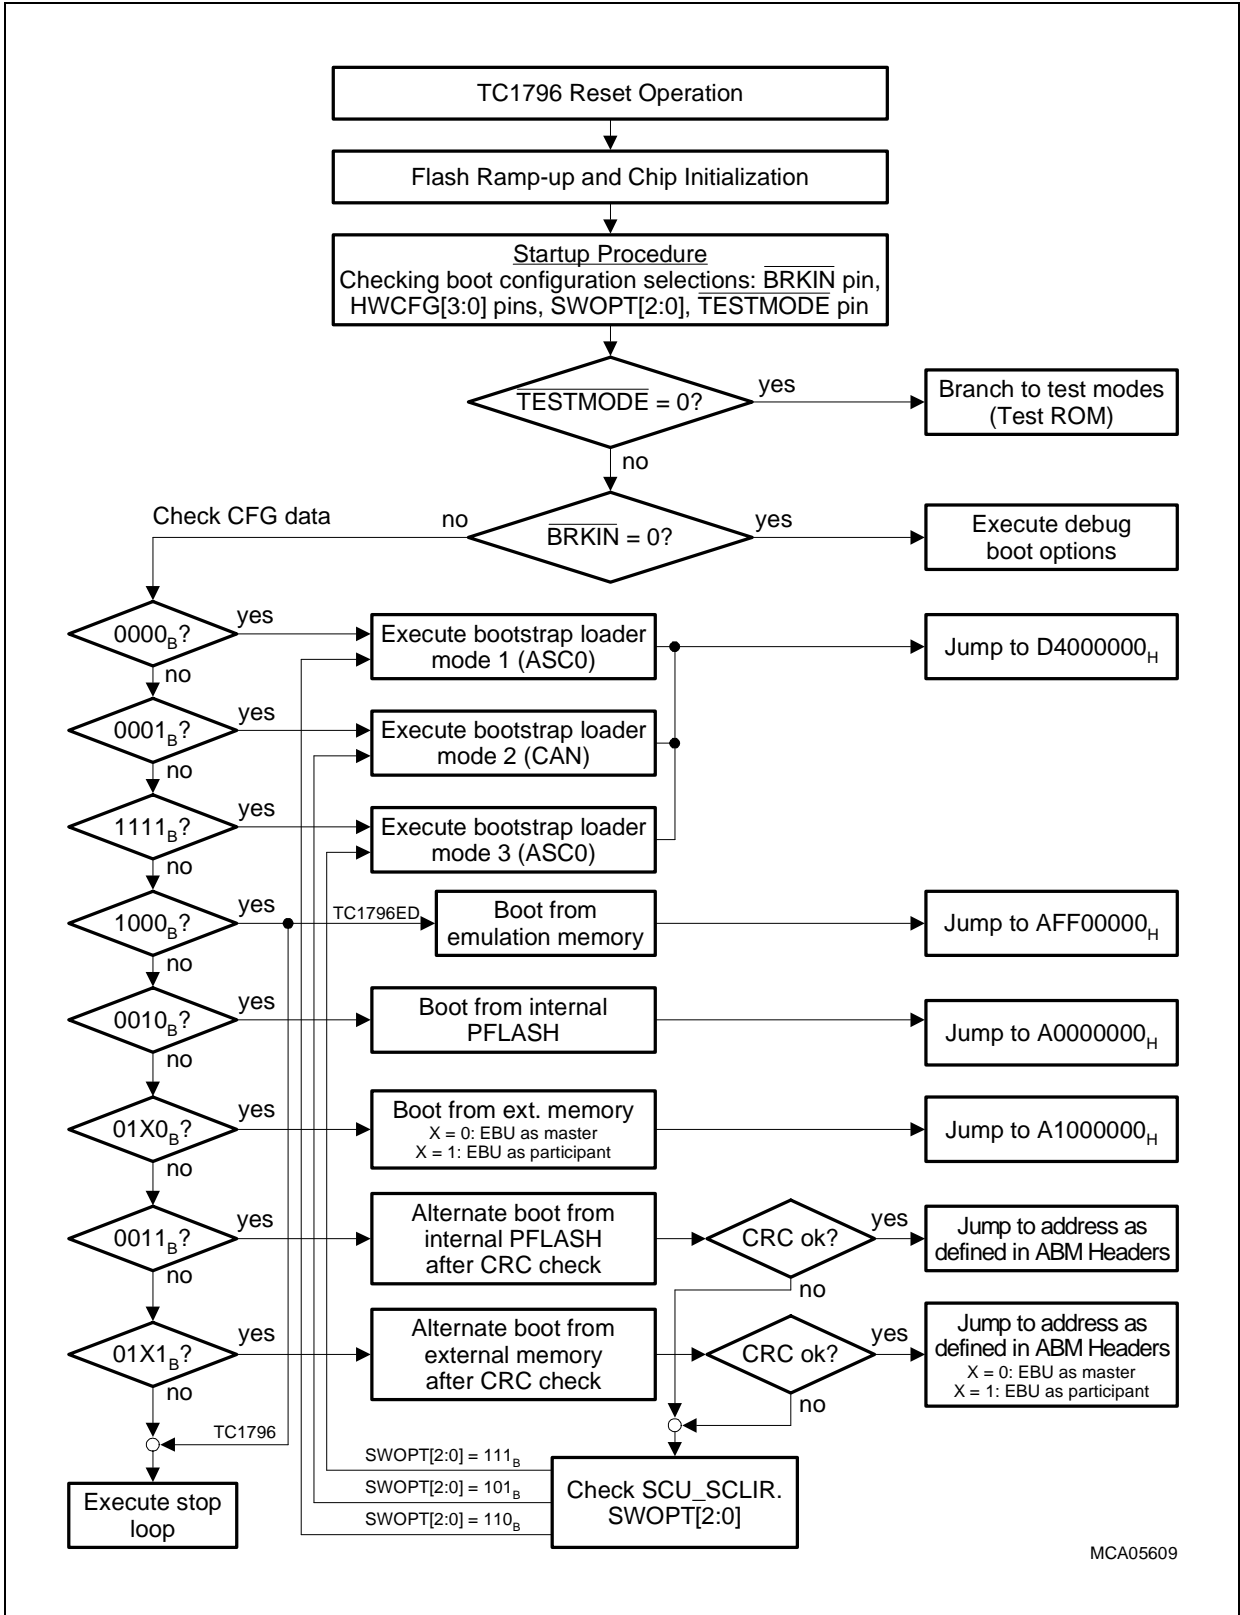 TC1796 Reset Operation
Flash Ramp-up and Chip Initialization
Startup Procedure
Checking boot configuration selections: BRKIN pin,
HWCFG[3:0] pins, SWOPT[2:0], TESTMODE pin
TESTMODE = 0?
yes
Branch to test modes
(Test ROM)
no
Check CFG data
no
BRKIN = 0?
yes
Execute debug
boot options
0000B?
yes
Execute bootstrap loader
mode 1 (ASC0)
Jump to D4000000H
no
0001B?
yes
Execute bootstrap loader
mode 2 (CAN)
no
1111B?
yes
Execute bootstrap loader
mode 3 (ASC0)
no
1000B?
yes
TC1796ED
Boot from
emulation memory
Jump to AFF00000H
no
0010B?
yes
Boot from internal
PFLASH
Jump to A0000000H
no
01X0B?
yes
Boot from ext. memory
X = 0: EBU as master
X = 1: EBU as participant
Jump to A1000000H
no
0011B?
yes
Alternate boot from
internal PFLASH
after CRC check
CRC ok?
yes
Jump to address as
defined in ABM Headers
no
no
01X1B?
yes
Alternate boot from
external memory
after CRC check
CRC ok?
yes
Jump to address as
defined in ABM Headers
X = 0: EBU as master
X = 1: EBU as participant
no
no
TC1796
Execute stop
loop
SWOPT[2:0] = 111B
SWOPT[2:0] = 101B
SWOPT[2:0] = 110B
Check SCU_SCLIR.
SWOPT[2:0]
MCA05609